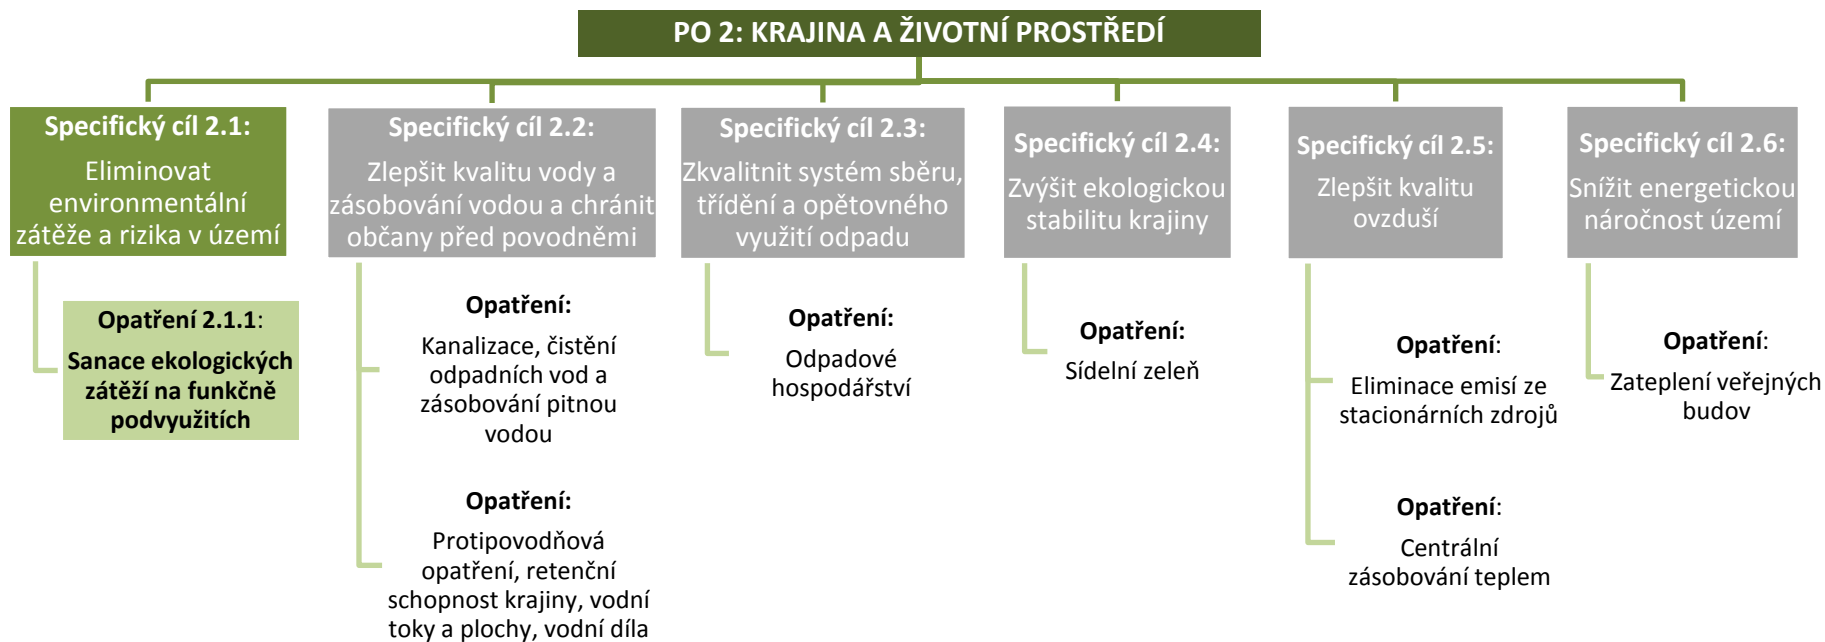 PO 2: KRAJINA A ŽIVOTNÍ PROSTŘEDÍ
Specifický cíl 2.1:
Eliminovat
environmentální
zátěže a rizika v území
Opatření 2.1.1:
Sanace ekologických
zátěží na funkčně
podvyužitích
Specifický cíl 2.2:
Zlepšit kvalitu vody a
zásobování vodou a chránit
občany před povodněmi
Opatření:
Kanalizace, čistění
odpadních vod a
zásobování pitnou
vodou
Opatření:
Protipovodňová
opatření, retenční
schopnost krajiny, vodní
toky a plochy, vodní díla
Specifický cíl 2.3:
Zkvalitnit systém sběru,
třídění a opětovného
využití odpadu
Opatření:
Odpadové
hospodářství
Specifický cíl 2.4:
Zvýšit ekologickou
stabilitu krajiny
Opatření:
Sídelní zeleň
Specifický cíl 2.5:
Zlepšit kvalitu
ovzduší
Opatření:
Eliminace emisí ze
stacionárních zdrojů
Opatření:
Centrální
zásobování teplem
Specifický cíl 2.6:
Snížit energetickou
náročnost území
Opatření:
Zateplení veřejných
budov